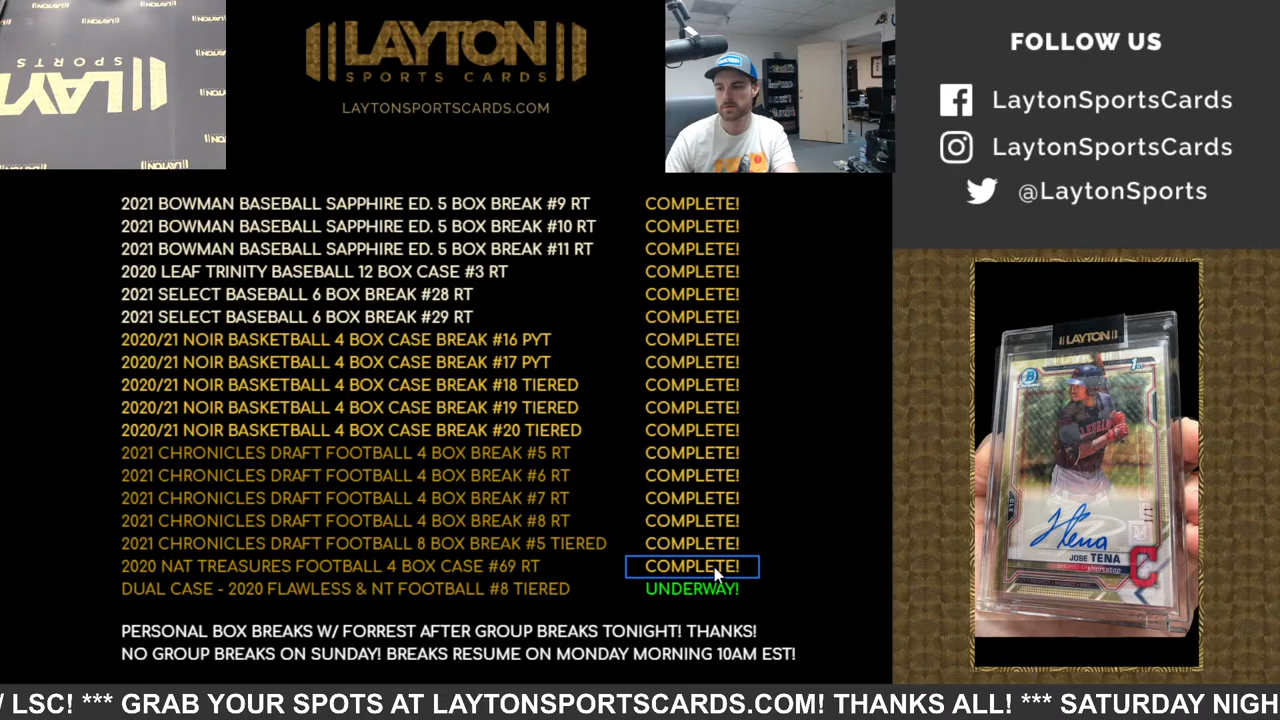 LAYTON
SPORTS CARDS
LAYTONSPORTSCARDS.COM
FOLLOW US
LaytonSportsCards
LaytonSportsCards
@LaytonSports
2021 BOWMAN BASEBALL SAPPHIRE ED. 5 BOX BREAK #9 RT COMPLETE!
2021 BOWMAN BASEBALL SAPPHIRE ED. 5 BOX BREAK #10 RT COMPLETE!
2021 BOWMAN BASEBALL SAPPHIRE ED. 5 BOX BREAK #11 RT COMPLETE!
2020 LEAF TRINITY BASEBALL 12 BOX CASE #3 RT COMPLETE!
2021 SELECT BASEBALL 6 BOX BREAK #28 RT COMPLETE!
2021 SELECT BASEBALL 6 BOX BREAK #29 RT COMPLETE!
2020/21 NOIR BASKETBALL 4 BOX CASE BREAK #16 PYT COMPLETE!
2020/21 NOIR BASKETBALL 4 BOX CASE BREAK #17 PYT COMPLETE!
2020/21 NOIR BASKETBALL 4 BOX CASE BREAK #18 TIERED COMPLETE!
2020/21 NOIR BASKETBALL 4 BOX CASE BREAK #19 TIERED COMPLETE!
2020/21 NOIR BASKETBALL 4 BOX CASE BREAK #20 TIERED COMPLETE!
2021 CHRONICLES DRAFT FOOTBALL 4 BOX BREAK #5 RT COMPLETE!
2021 CHRONICLES DRAFT FOOTBALL 4 BOX BREAK #6 RT COMPLETE!
2021 CHRONICLES DRAFT FOOTBALL 4 BOX BREAK #7 RT COMPLETE!
2021 CHRONICLES DRAFT FOOTBALL 4 BOX BREAK #8 RT COMPLETE!
2021 CHRONICLES DRAFT FOOTBALL 8 BOX BREAK #5 TIERED COMPLETE!
2020 NAT TREASURES FOOTBALL 4 BOX CASE #69 RT COMPLETE!
DUAL CASE - 2020 FLAWLESS & NT FOOTBALL #8 TIERED UNDERWAY!
PERSONAL BOX BREAKS W/ FORREST AFTER GROUP BREAKS TONIGHT! THANKS!
NO GROUP BREAKS ON SUNDAY! BREAKS RESUME ON MONDAY MORNING 10AM EST!
LAYTON
SPORTS
LAYTON
1st
CLEVELAND
CLE
1/1
JOSE TENA
Shortstop
/ LSC! *** GRAB YOUR SPOTS AT LAYTONSPORTSCARDS.COM! THANKS ALL! *** SATURDAY NIGH